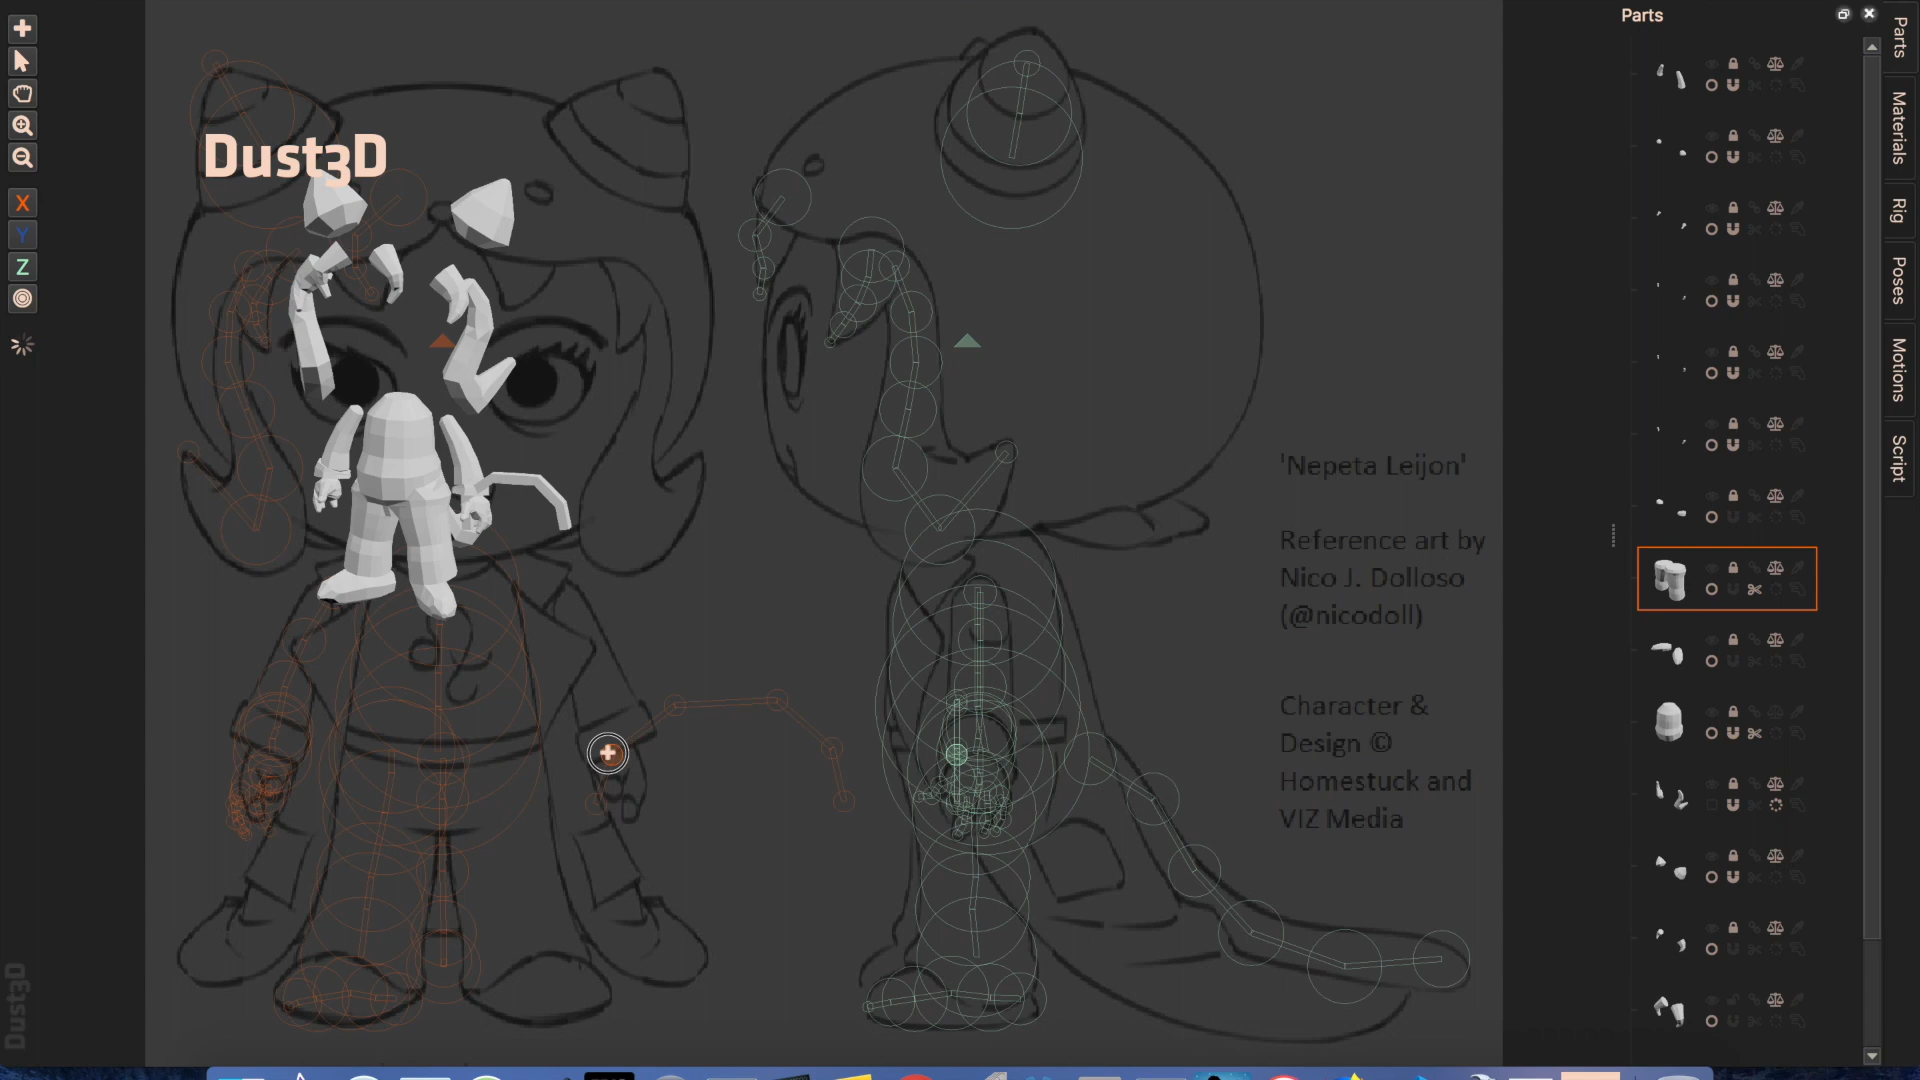 Parts
Parts
Materials
Rig
Poses
Motions
Script
X
Y
Z
Dust3D
'Nepeta Leijon'
Reference art by
Nico J. Dolloso
(@nicodoll)
Character &
Design ©
Homestuck and
VIZ Media
Dust3D